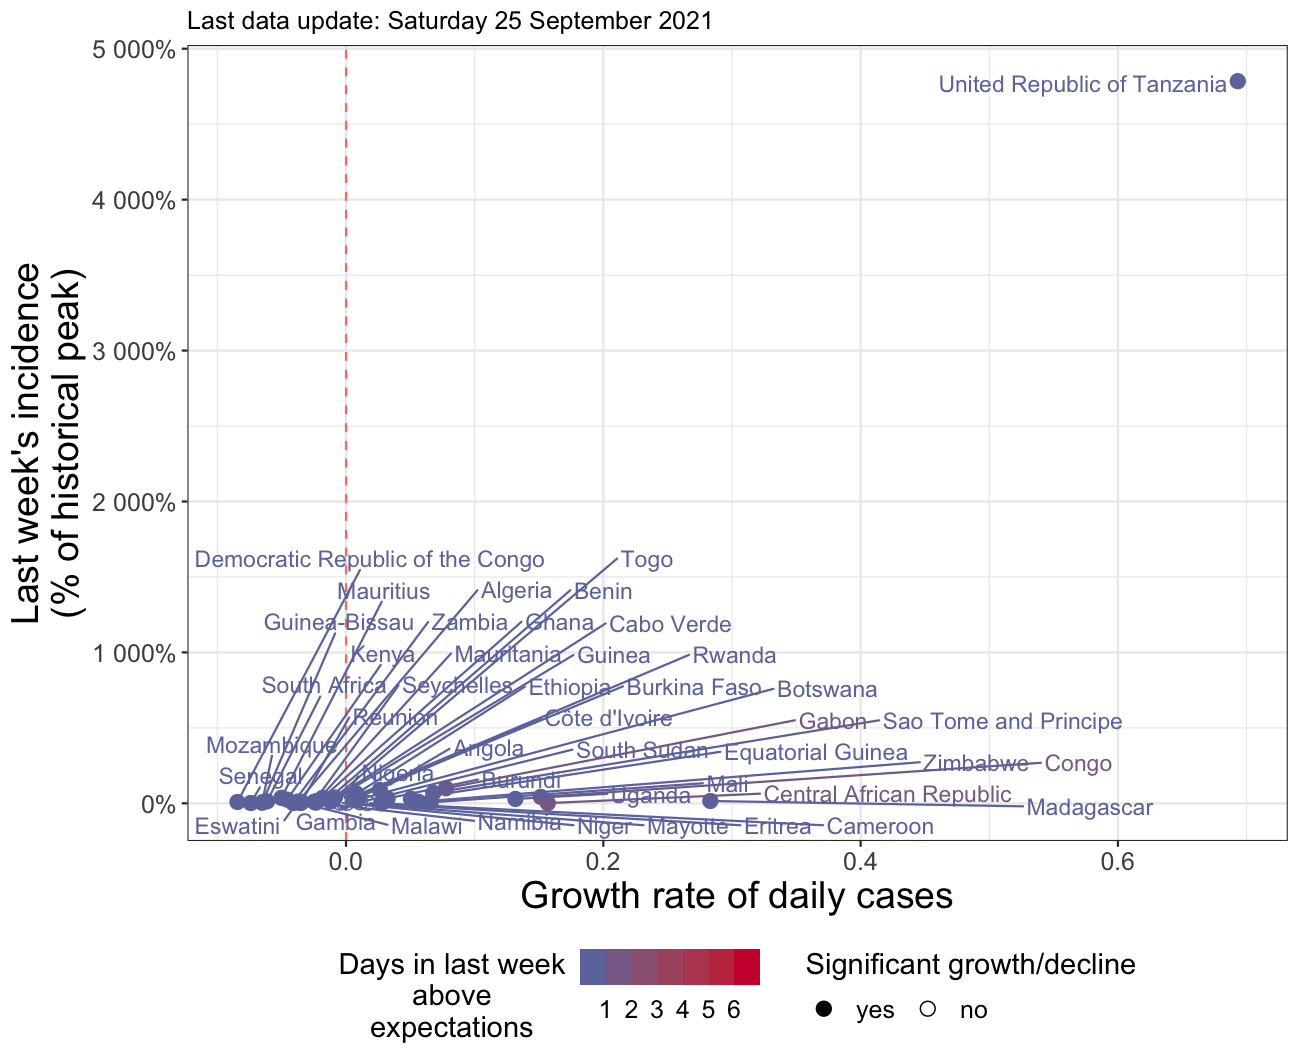 Last data update: Saturday 25 September 2021
5 000%
United Republic of Tanzania
4 000%
3 000%
2 000%
1 000%
0%
Last week's incidence
(% of historical peak)
Democratic Republic of the Congo
Togo
Mauritius
Algeria
Benin
Guinea-Bissau
Zambia
Ghana
Cabo Verde
Kenya
Mauritania
Guinea
Rwanda
South Africa
Seychelles
Ethiopia
Burkina Faso
Botswana
Réunion
Côte d'Ivoire
Gabon
Sao Tome and Principe
Mozambique
Angola
South Sudan
Equatorial Guinea
Zimbabwe
Congo
Senegal
Nigeria
Burundi
Mali
Uganda
Central African Republic
Madagascar
Eswatini
Gambia
Malawi
Namibia
Niger
Mayotte
Eritrea
Cameroon
0.0
0.2
0.4
0.6
Growth rate of daily cases
Days in last week
above
expectations
1 2 3 4 5 6
Significant growth/decline
yes
no